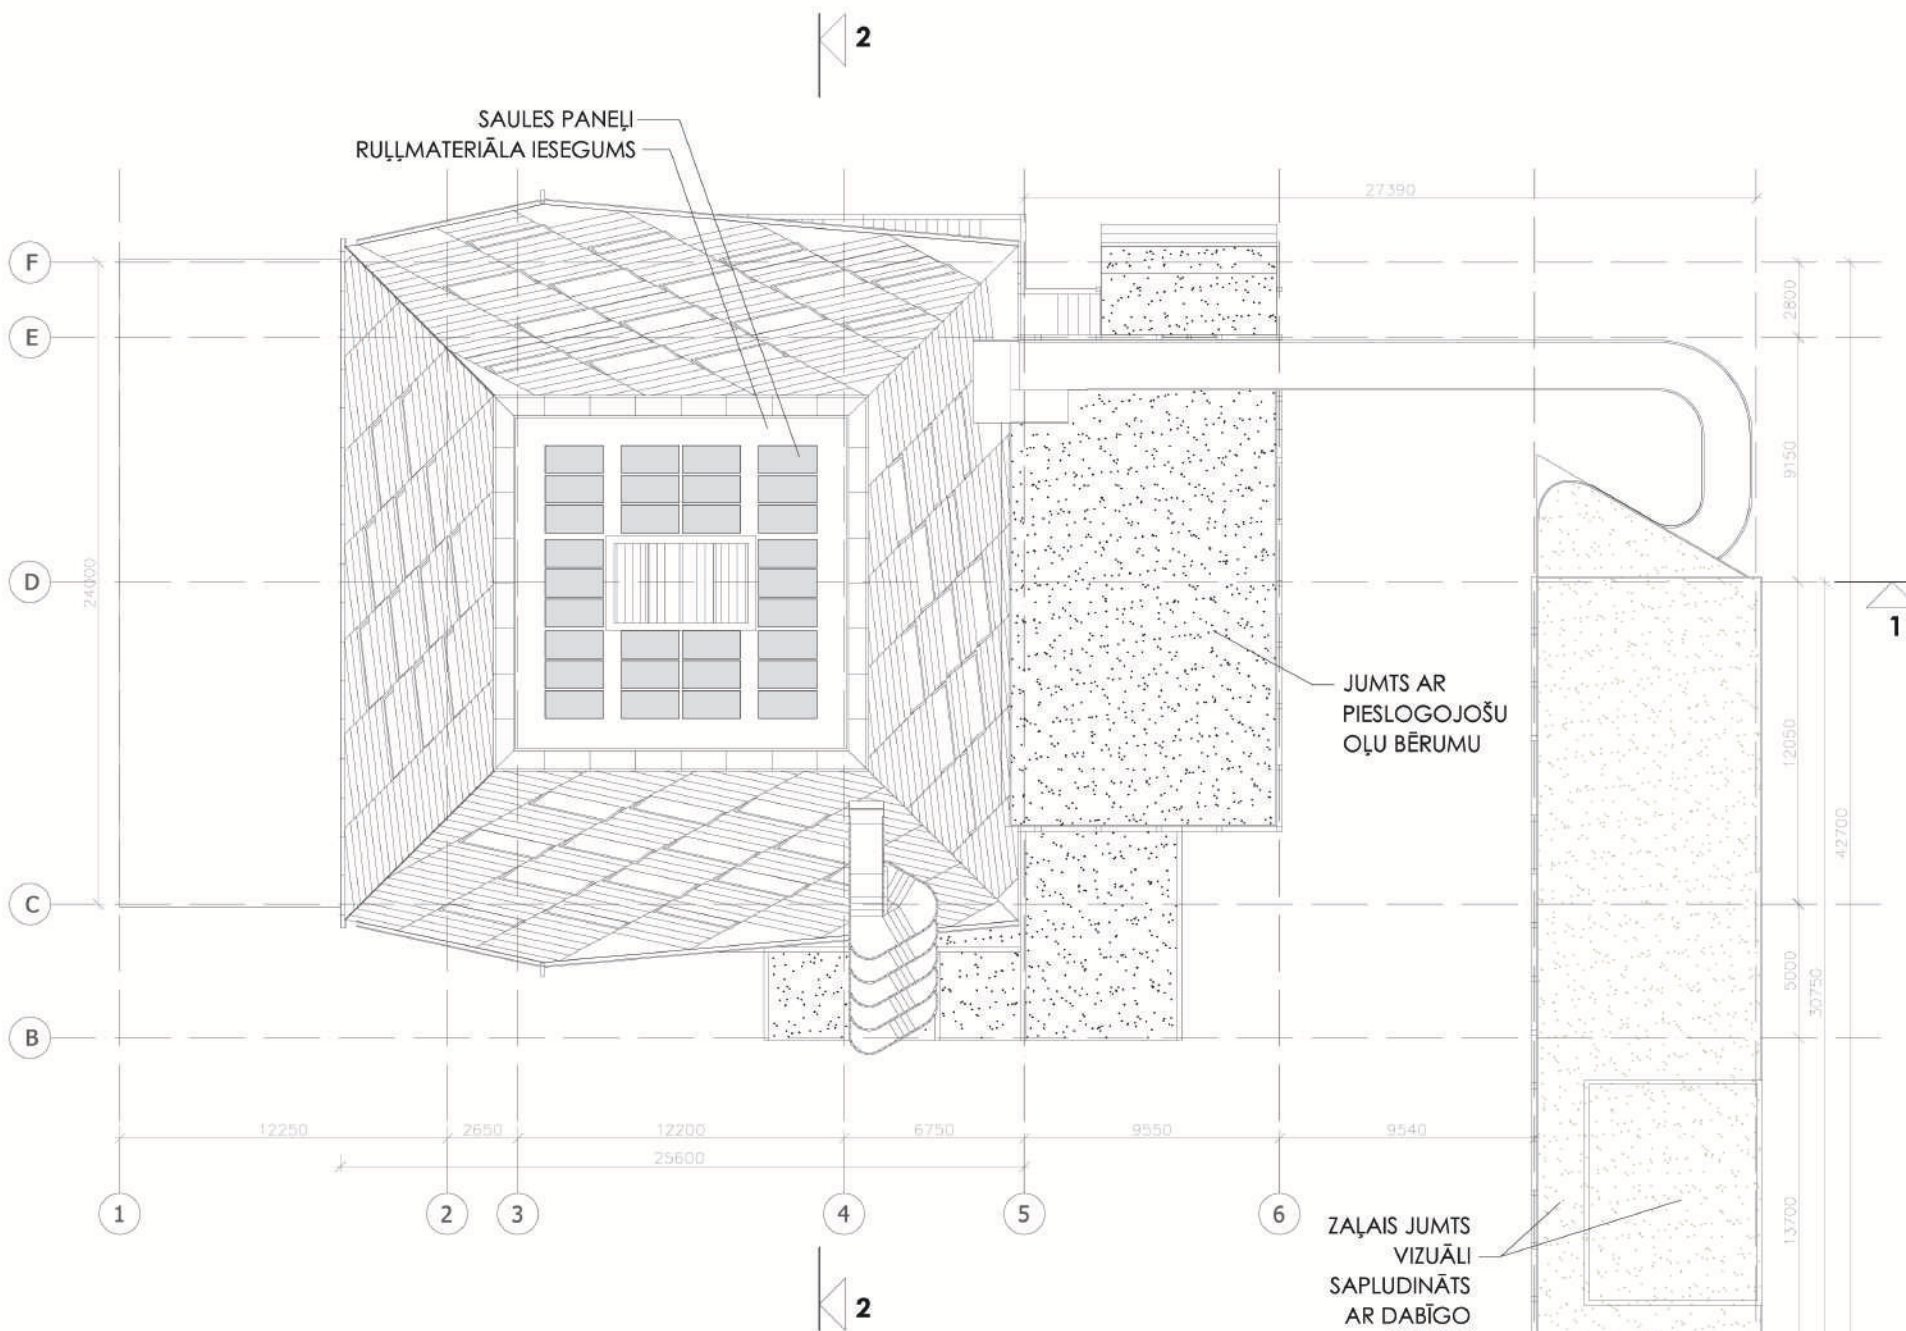 2
SAULES PANEĻI
RUĻĻMATERIĀLA IESEGUMS
27390
F
E
D
C
B
24000
2800
9150
12050
5000
13700
30750
42700
1
JUMTS AR
PIESLOGOJOŠU
OĻU BĒRUMU
12250
2650
12200
6750
9550
9540
25600
1
2
3
4
5
6
ZAĻAIS JUMTS
VIZUĀLI
SAPLUDINĀTS
AR DABĪGO
2